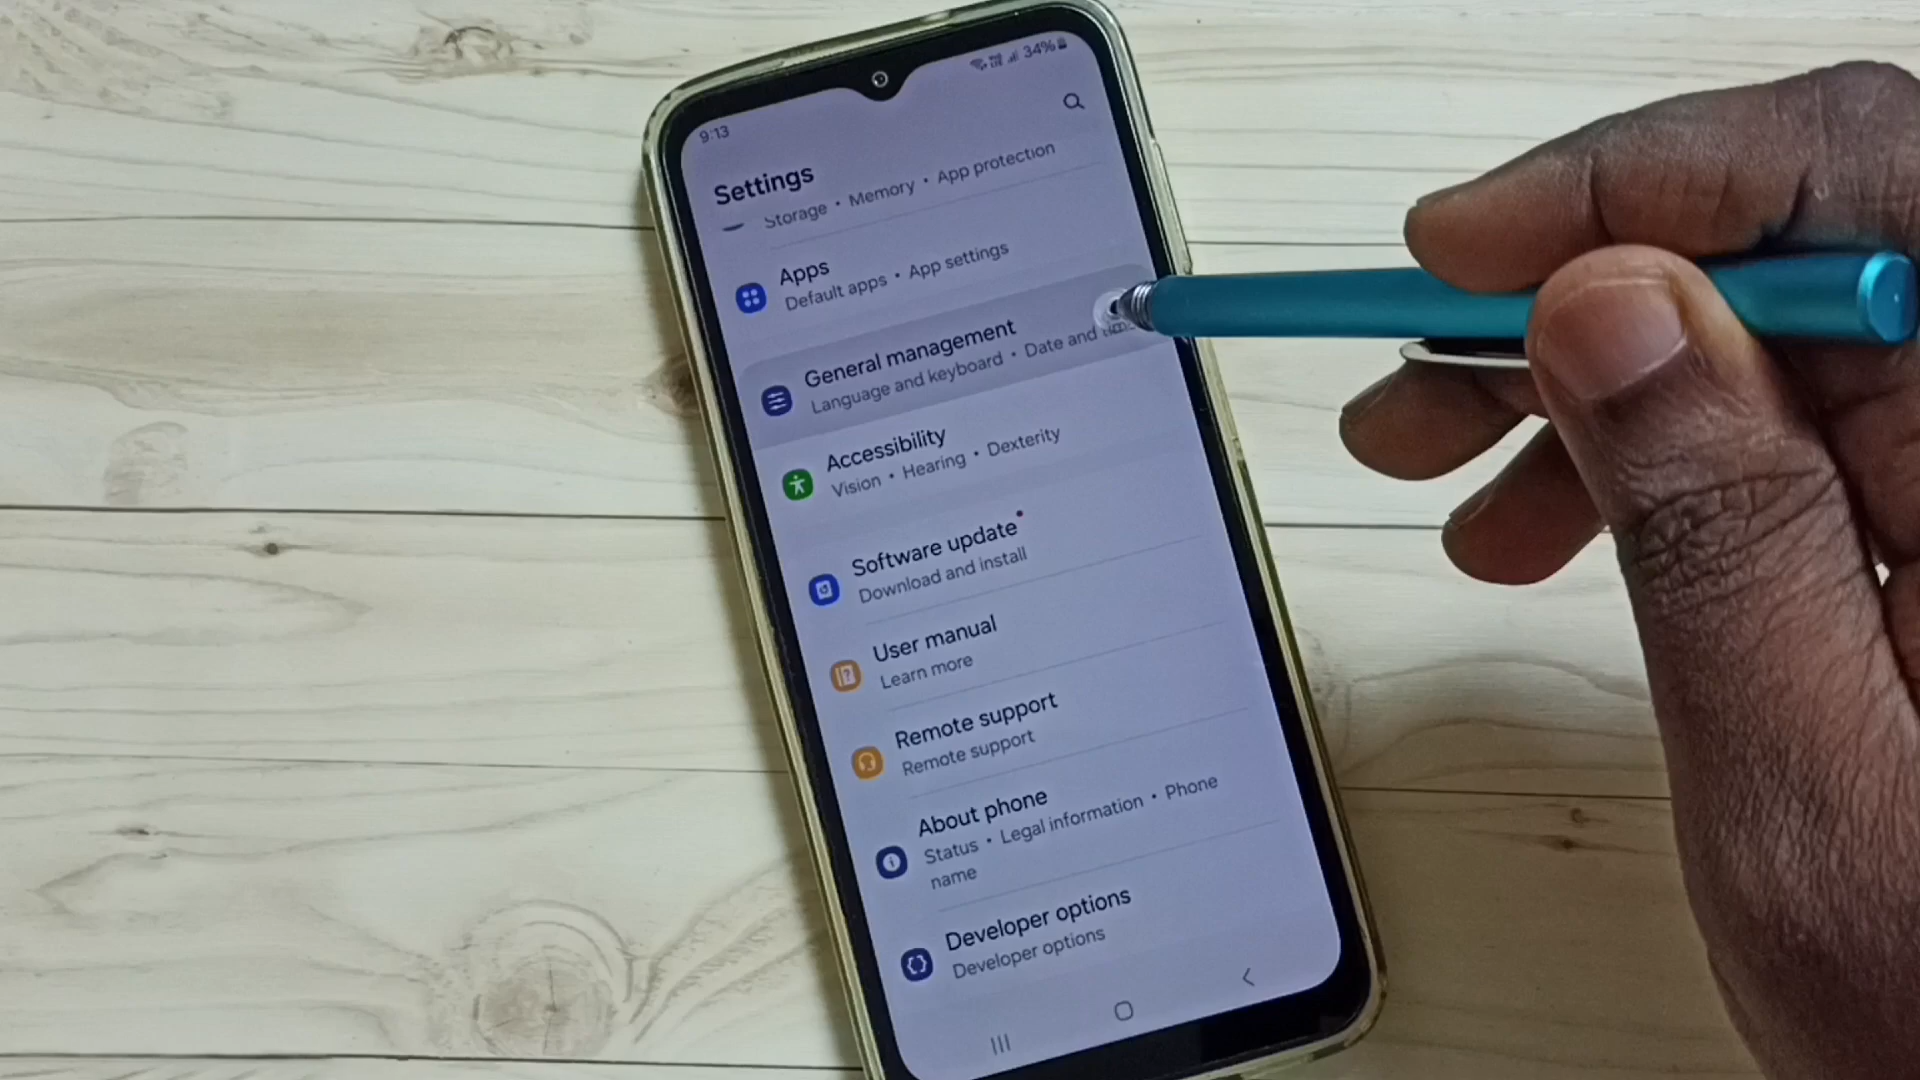 9:13
34%
Settings
Storage • Memory • App protection
Apps
Default apps • App settings
General management
Language and keyboard • Date and time
Accessibility
Vision • Hearing • Dexterity
Software update
Download and install
User manual
Learn more
Remote support
Remote support
About phone
Status • Legal information • Phone
name
Developer options
Developer options